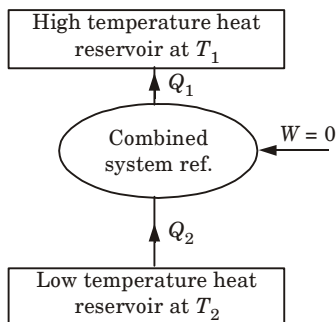 High temperature heat
reservoir at T₁
Q₁
Combined
system ref.
W = 0
Q₂
Low temperature heat
reservoir at T₂